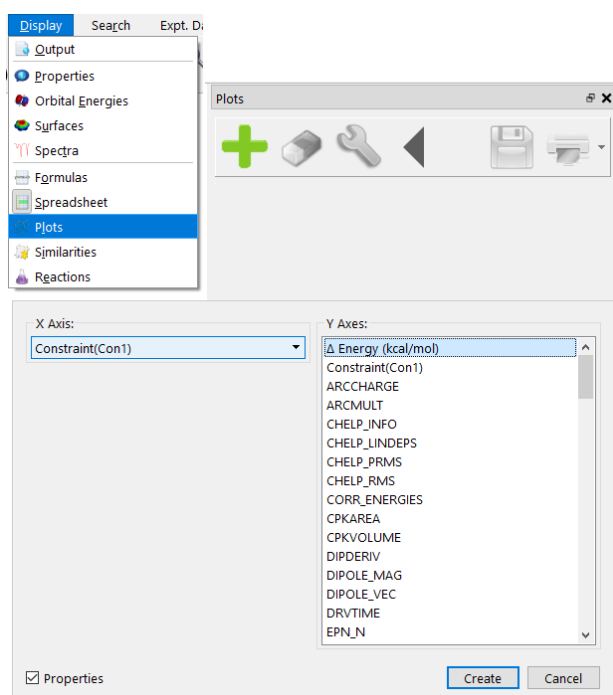 Display Search Expt. D
Output
Properties
Orbital Energies
Surfaces
Spectra
Formulas
Spreadsheet
Plots
Similarities
Reactions
Plots
X Axis:
Constraint(Con1)
Y Axes:
Δ Energy (kcal/mol)
Constraint(Con1)
ARCCHARGE
ARCMULT
CHELP_INFO
CHELP_LINDEPS
CHELP_PRMS
CHELP_RMS
CORR_ENERGIES
CPKAREA
CPKVOLUME
DIPDERIV
DIPOLE_MAG
DIPOLE_VEC
DRVTIME
EPN_N
Properties
Create Cancel